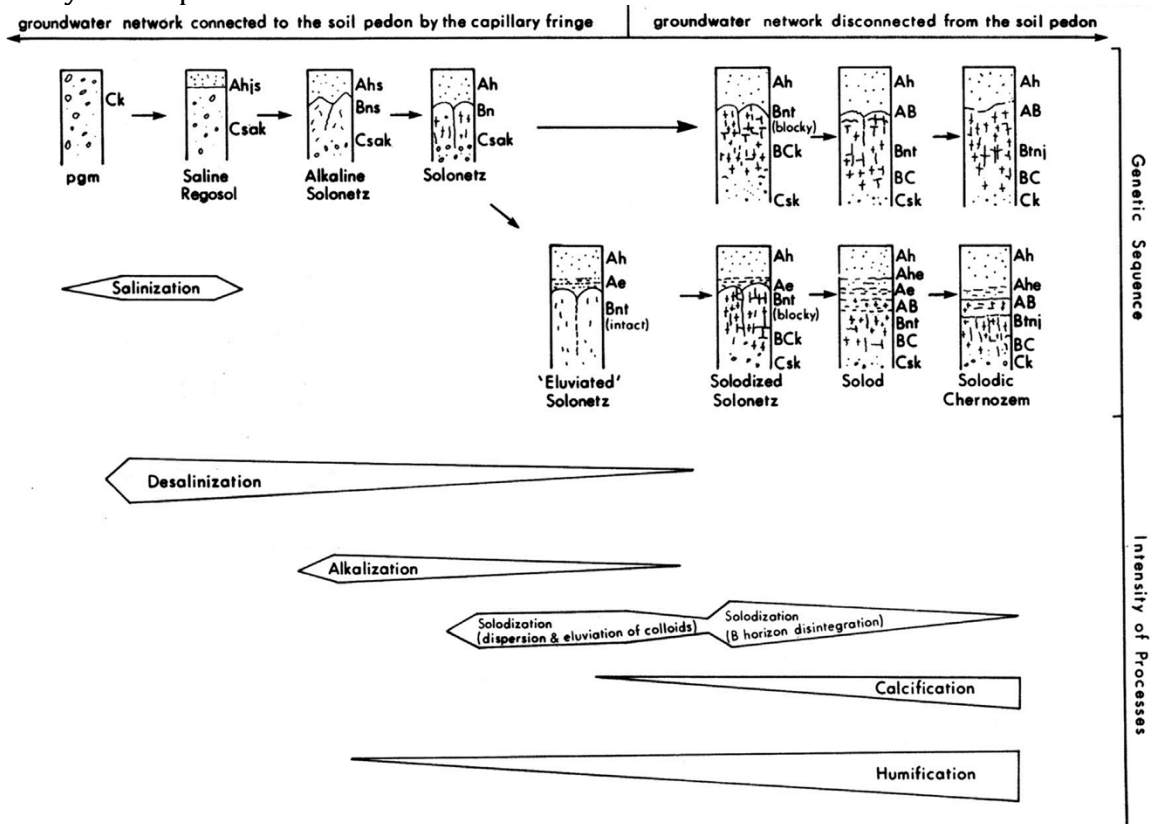 groundwater network connected to the soil pedon by the capillary fringe
groundwater network disconnected from the soil pedon
Ck
pgm
Ahjs
Csak
Saline
Regosol
Ahs
Bns
Csak
Alkaline
Solonetz
Ah
Bn
Csak
Solonetz
Ah
Bnt
(blocky)
BCk
Csk
Ah
AB
Bnt
BC
Csk
Ah
AB
Btnj
BC
Ck
Genetic Sequence
Salinization
Ah
Ae
Bnt
(intact)
'Eluviated'
Solonetz
Ah
Ae
Bnt
(blocky)
BCk
Csk
Solodized
Solonetz
Ah
Ahe
Ae
AB
Bnt
BC
Csk
Solod
Ah
Ahe
AB
Btnj
BC
Ck
Solodic
Chernozem
Desalinization
Alkalization
Solodization
(dispersion & eluviation of colloids)
Solodization
(B horizon disintegration)
Calcification
Humification
Intensity of Processes